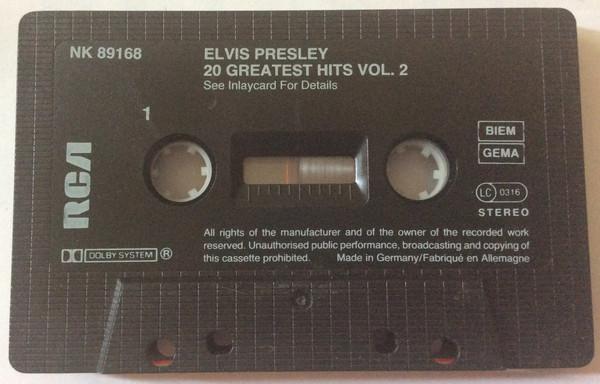 NK 89168
ELVIS PRESLEY
20 GREATEST HITS VOL. 2
See Inlaycard For Details
1
BIEM
GEMA
LC 0316
STEREO
RCA
All rights of the manufacturer and of the owner of the recorded work
reserved. Unauthorised public performance, broadcasting and copying of
this cassette prohibited. Made in Germany/Fabriqué en Allemagne
DOLBY SYSTEM ®